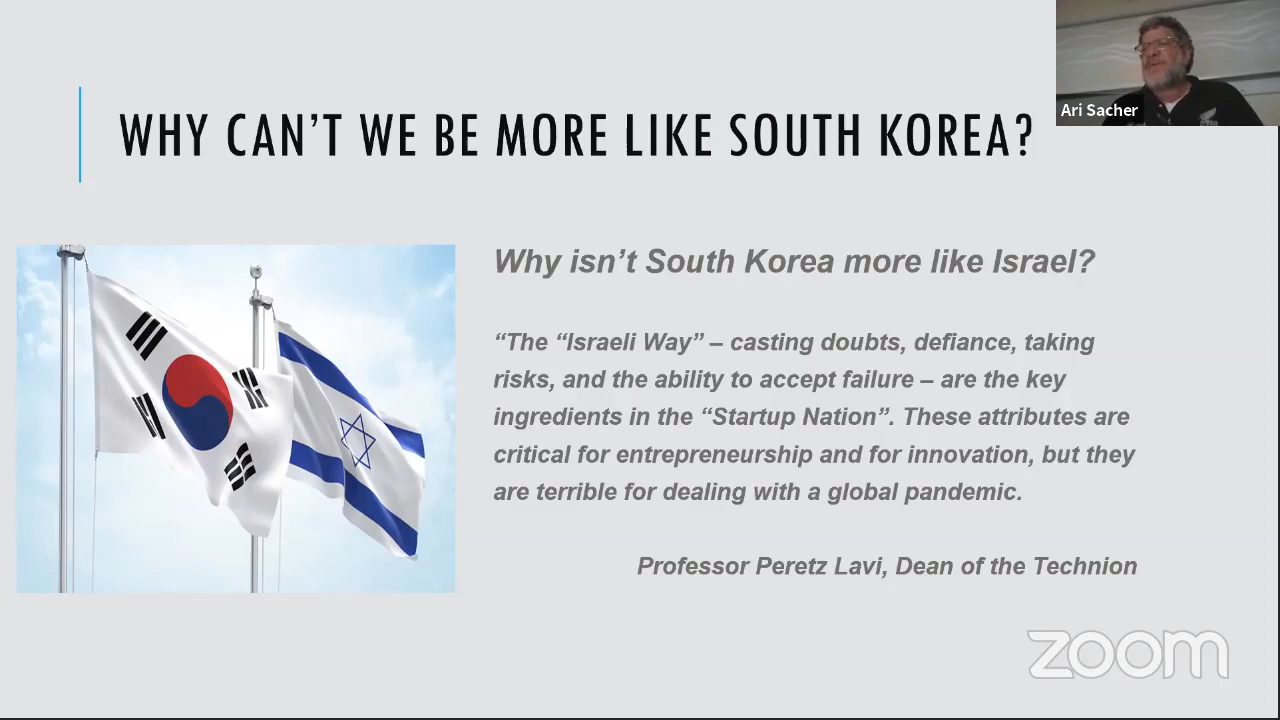 Ari Sacher
WHY CAN'T WE BE MORE LIKE SOUTH KOREA?
Why isn't South Korea more like Israel?
“The “Israeli Way” – casting doubts, defiance, taking
risks, and the ability to accept failure – are the key
ingredients in the “Startup Nation”. These attributes are
critical for entrepreneurship and for innovation, but they
are terrible for dealing with a global pandemic.
Professor Peretz Lavi, Dean of the Technion
zoom